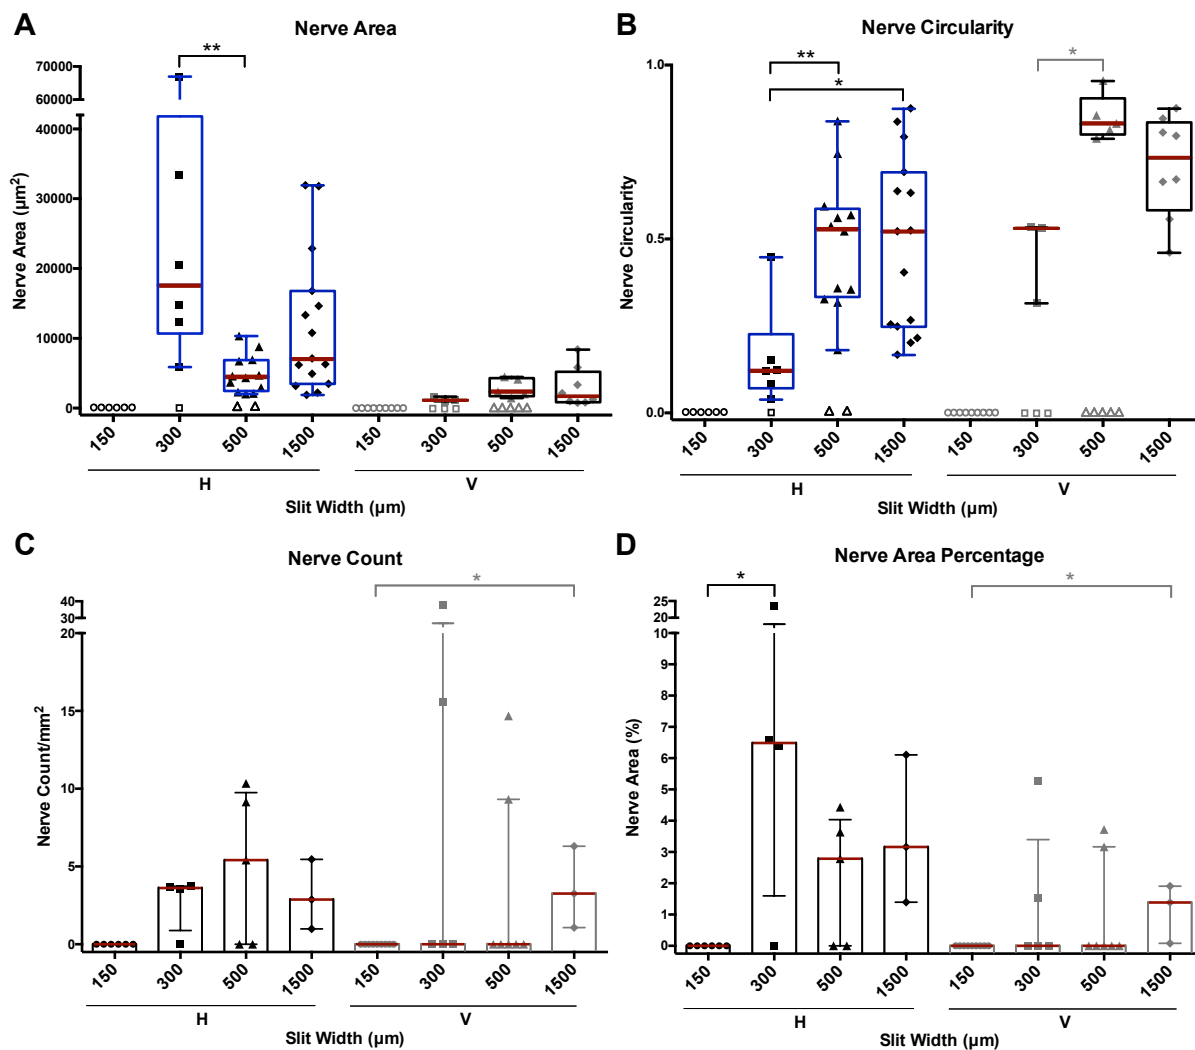 A
Nerve Area
**
70000
60000
40000
30000
20000
10000
0
Nerve Area (µm²)
150
300
500
1500
150
300
500
1500
H
V
Slit Width (µm)
B
Nerve Circularity
**
*
*
1.0
0.5
0.0
Nerve Circularity
150
300
500
1500
150
300
500
1500
H
V
Slit Width (µm)
C
Nerve Count
*
40
30
20
15
10
5
0
Nerve Count/mm²
150
300
500
1500
150
300
500
1500
H
V
Slit Width (µm)
D
Nerve Area Percentage
*
*
25
20
10
9
8
7
6
5
4
3
2
1
0
Nerve Area (%)
150
300
500
1500
150
300
500
1500
H
V
Slit Width (µm)